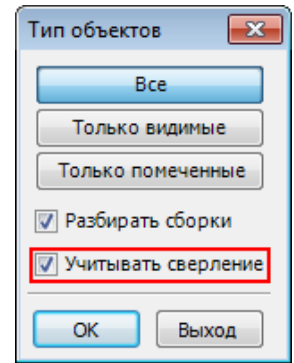 Тип объектов
Все
Только видимые
Только помеченные
Разбирать сборки
Учитывать сверление
OK Выход